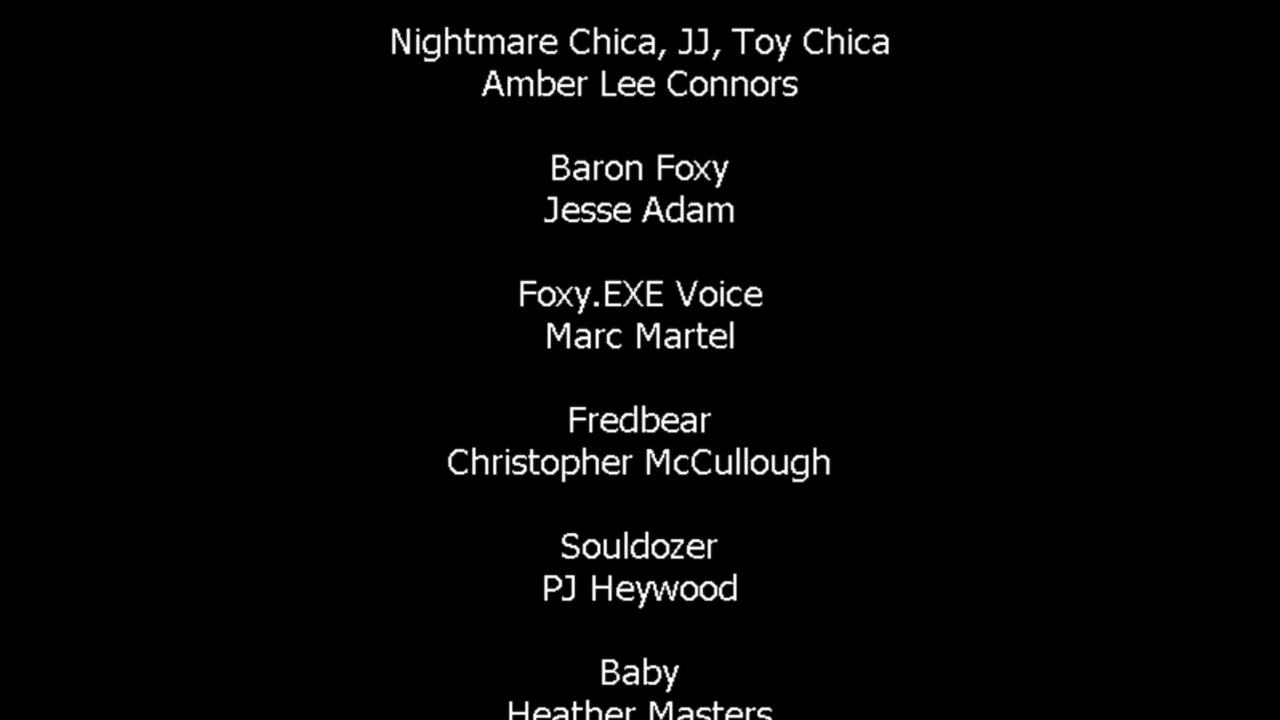 Nightmare Chica, JJ, Toy Chica
Amber Lee Connors
Baron Foxy
Jesse Adam
Foxy.EXE Voice
Marc Martel
Fredbear
Christopher McCullough
Souldozer
PJ Heywood
Baby
Heather Masters